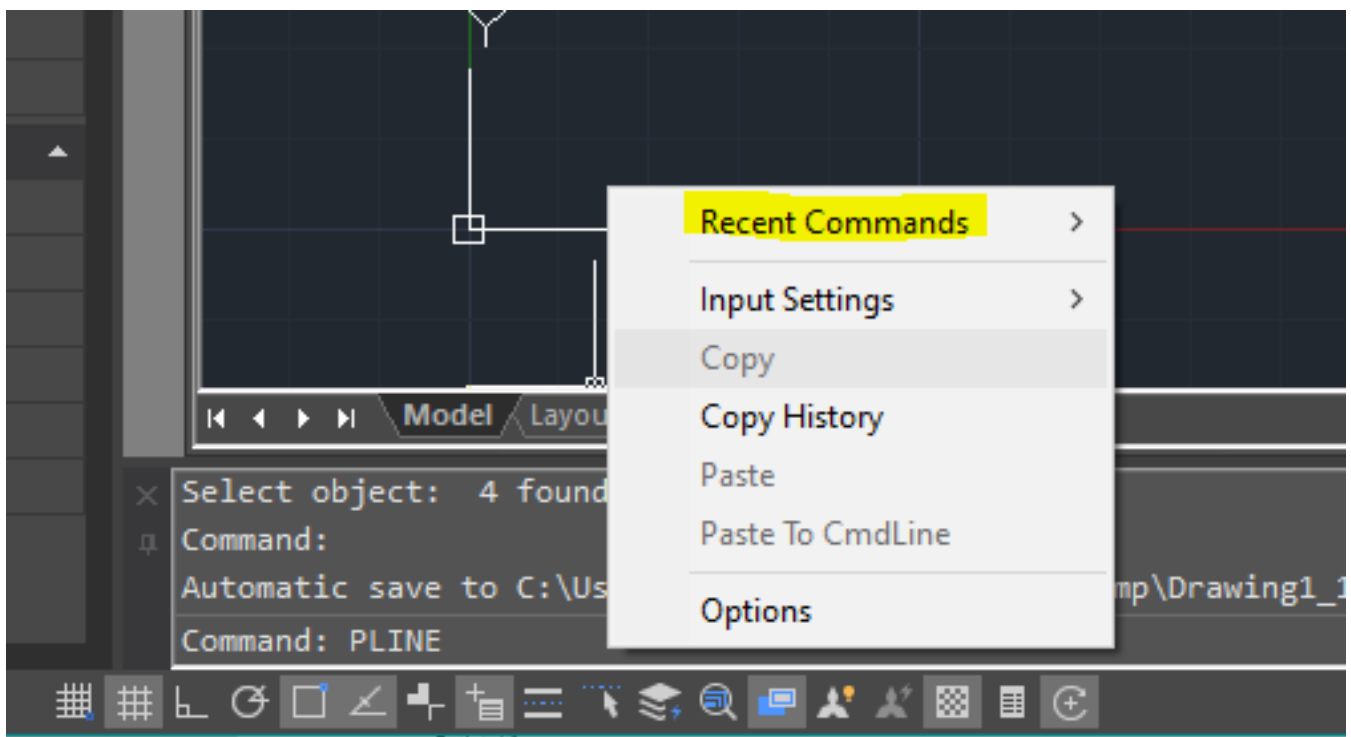 Recent Commands
Input Settings
Copy
Copy History
Paste
Paste To CmdLine
Options
Model Layou
Select object: 4 found
Command:
Automatic save to C:\Us mp\Drawing1_1
Command: PLINE